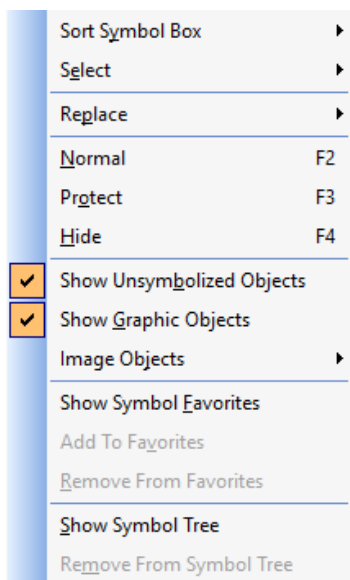 Sort Symbol Box
Select
Replace
Normal F2
Protect F3
Hide F4
Show Unsymbolized Objects
Show Graphic Objects
Image Objects
Show Symbol Favorites
Add To Favorites
Remove From Favorites
Show Symbol Tree
Remove From Symbol Tree